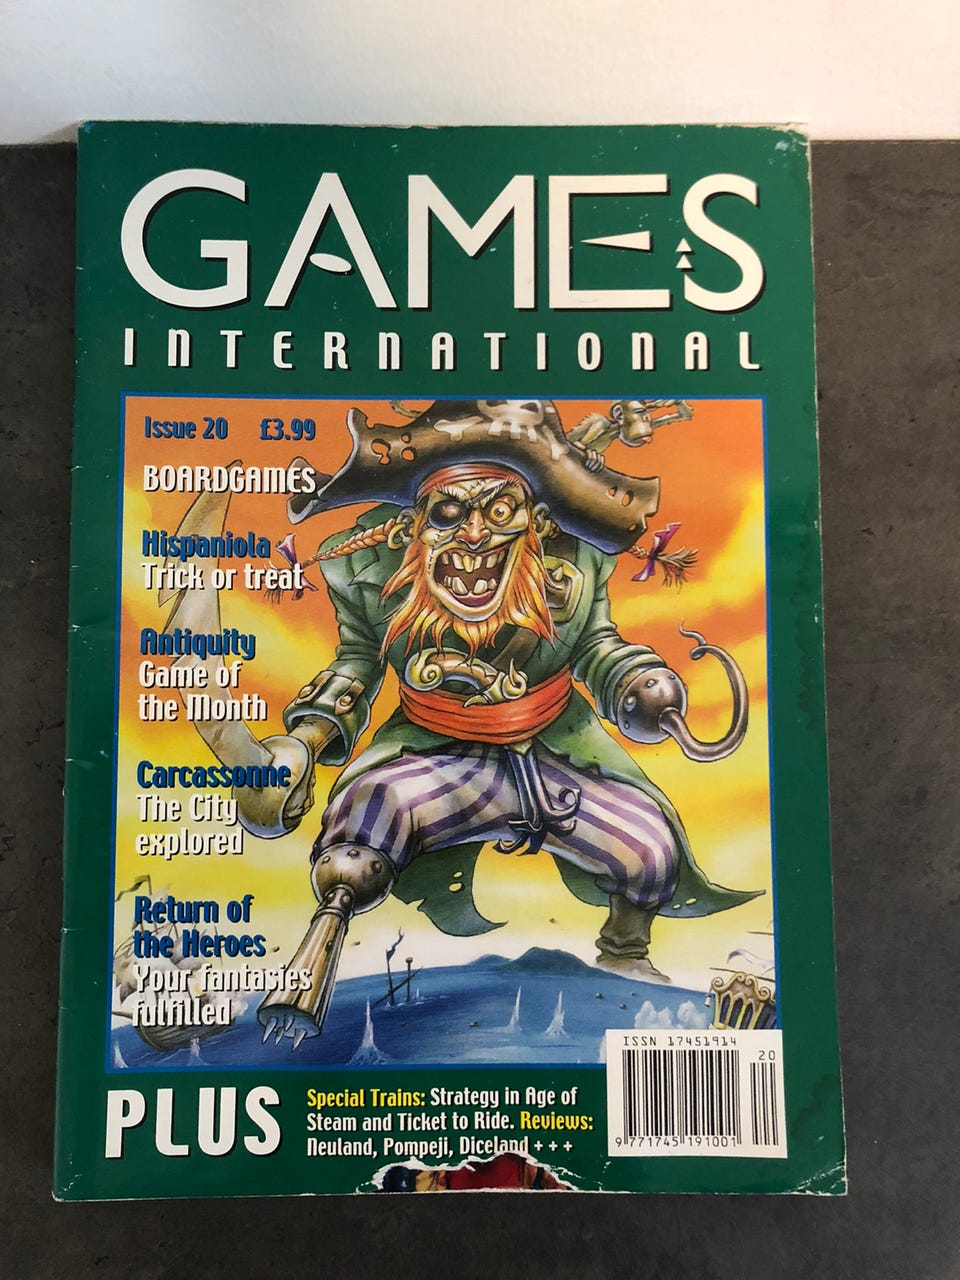 GAMES
INTERNATIONAL
Issue 20 £3.99
BOARDGAMES
Hispaniola
Trick or treat
Antiquity
Game of
the Month
Carcassonne
The City
explored
Return of
the Heroes
Your fantasies
fulfilled
PLUS
Special Trains: Strategy in Age of
Steam and Ticket to Ride. Reviews:
Neuland, Pompeji, Diceland + + +
ISSN 17451914
20
9 771745 191001